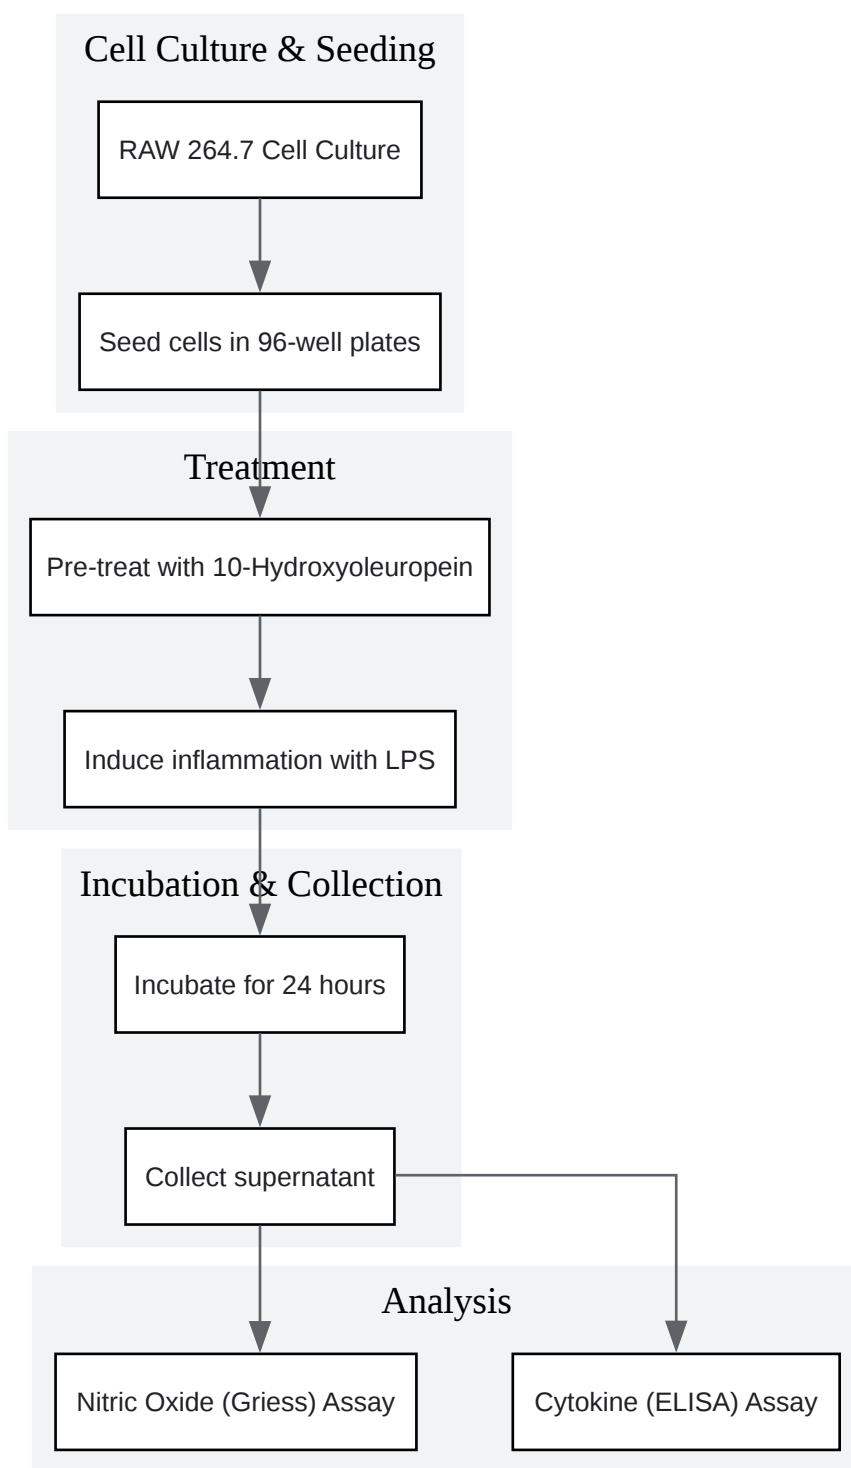 Cell Culture & Seeding
RAW 264.7 Cell Culture
Seed cells in 96-well plates
Treatment
Pre-treat with 10-Hydroxyoleuropein
Induce inflammation with LPS
Incubation & Collection
Incubate for 24 hours
Collect supernatant
Analysis
Nitric Oxide (Griess) Assay
Cytokine (ELISA) Assay